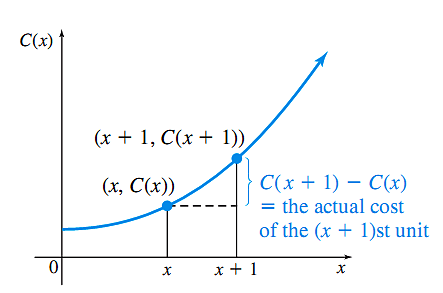 C(x)
(x + 1, C(x + 1))
(x, C(x))
C(x + 1) − C(x)
= the actual cost
of the (x + 1)st unit
0
x
x + 1
x